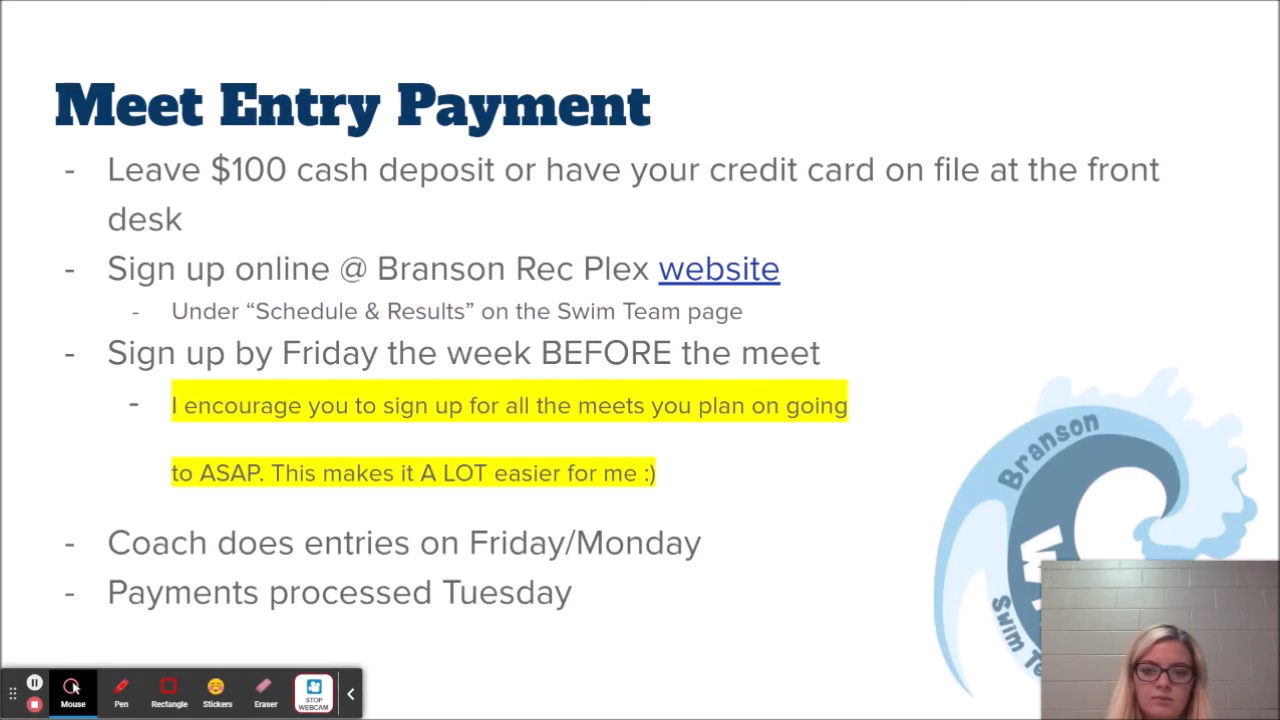 Meet Entry Payment
- Leave $100 cash deposit or have your credit card on file at the front
desk
- Sign up online @ Branson Rec Plex website
- Under “Schedule & Results” on the Swim Team page
- Sign up by Friday the week BEFORE the meet
- I encourage you to sign up for all the meets you plan on going
to ASAP. This makes it A LOT easier for me :)
- Coach does entries on Friday/Monday
- Payments processed Tuesday
Branson
Swim
Mouse
Pen
Rectangle
Stickers
Eraser
STOP
WEBCAM